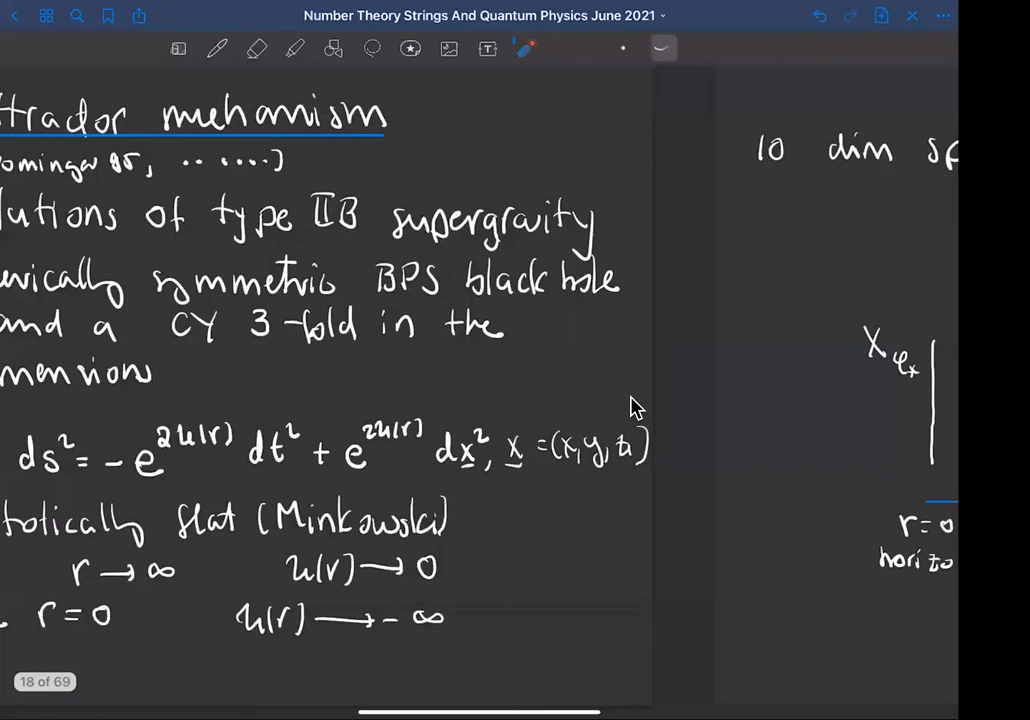 Number Theory Strings And Quantum Physics June 2021
ttractor mechanism
ominger 95, .. ......]
lutions of type IIB supergravity
erically symmetric BPS black hole
and a CY 3-fold in the
mensions
ds² = - e^{2U(r)} dt² + e^{2U(r)} dx², x = (x, y, z)
totically flat (Minkowski)
r → ∞ U(r) → 0
r = 0 U(r) → - ∞
18 of 69
10 dim sp
X_{φ*}
r = 0
horizo